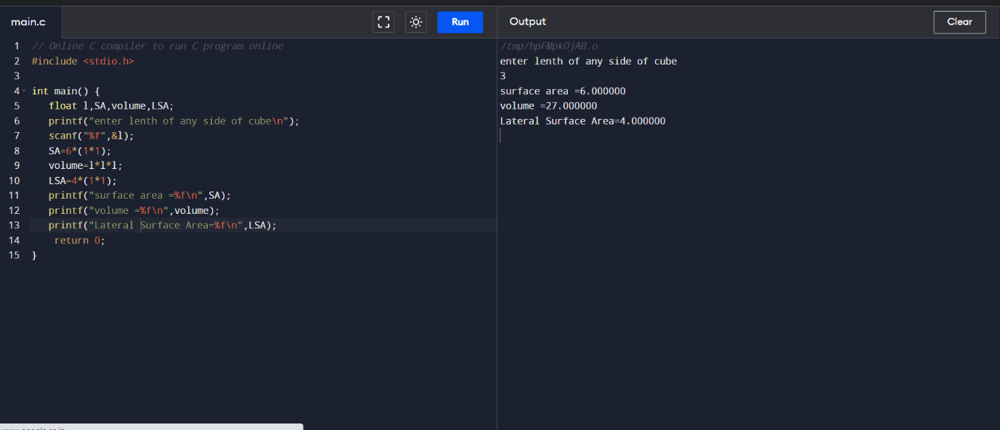 main.c
Run
Output
Clear
1 // Online C compiler to run C program online
2 #include <stdio.h>
3
4 int main() {
5 float l,SA,volume,LSA;
6 printf("enter lenth of any side of cube\n");
7 scanf("%f",&l);
8 SA=6*(1*1);
9 volume=l*l*l;
10 LSA=4*(1*1);
11 printf("surface area =%f\n",SA);
12 printf("volume =%f\n",volume);
13 printf("Lateral Surface Area=%f\n",LSA);
14 return 0;
15 }
/tmp/hpFMpkOjAB.o
enter lenth of any side of cube
3
surface area =6.000000
volume =27.000000
Lateral Surface Area=4.000000